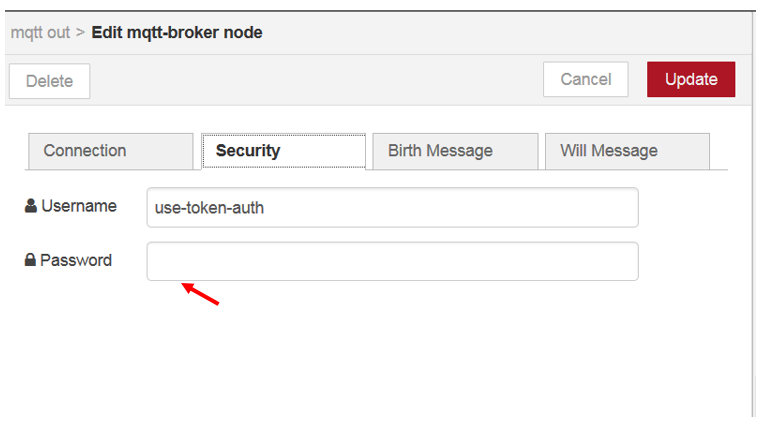 mqtt out > Edit mqtt-broker node
Delete Cancel Update
Connection Security Birth Message Will Message
Username use-token-auth
Password